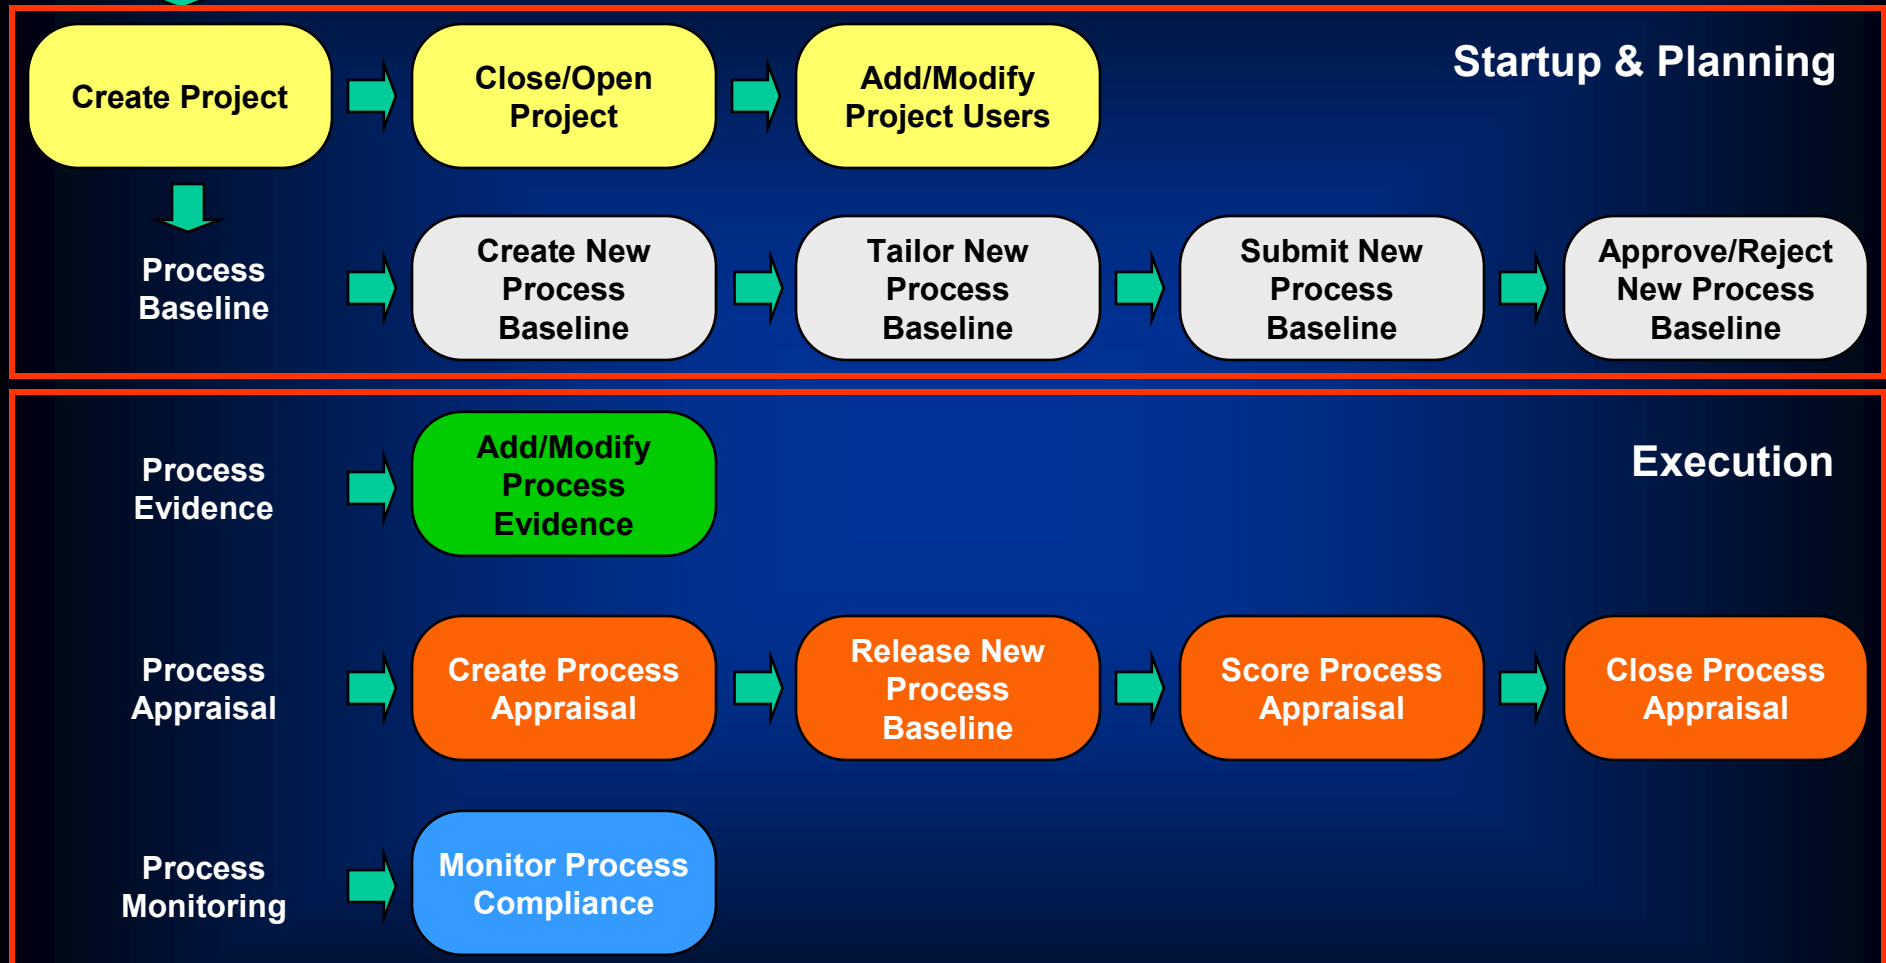 Startup & Planning
Create Project
Close/Open
Project
Add/Modify
Project Users
Process
Baseline
Create New
Process
Baseline
Tailor New
Process
Baseline
Submit New
Process
Baseline
Approve/Reject
New Process
Baseline
Execution
Process
Evidence
Add/Modify
Process
Evidence
Process
Appraisal
Create Process
Appraisal
Release New
Process
Baseline
Score Process
Appraisal
Close Process
Appraisal
Process
Monitoring
Monitor Process
Compliance